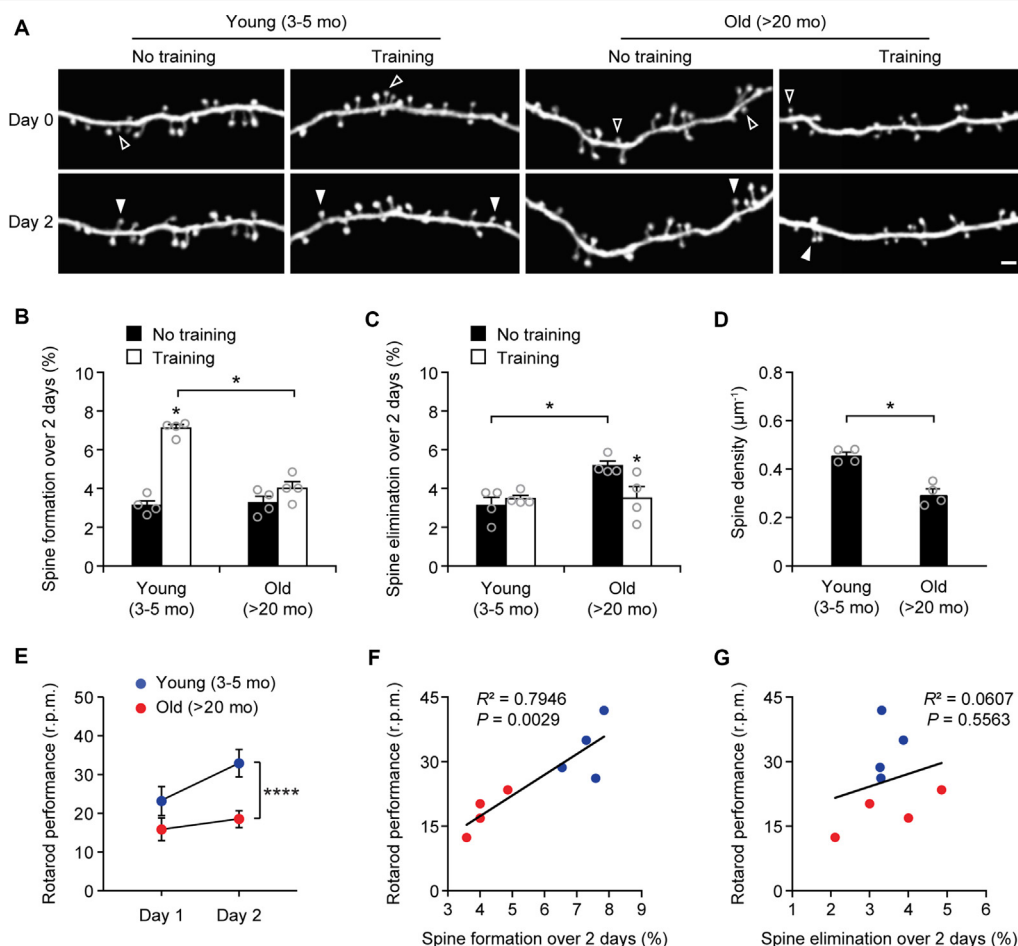 A
Young (3-5 mo)
Old (>20 mo)
No training
Training
No training
Training
Day 0
Day 2
B
No training
Training
Spine formation over 2 days (%)
10
8
6
4
2
0
*
*
Young
(3-5 mo)
Old
(>20 mo)
C
No training
Training
Spine eliminatoin over 2 days (%)
10
8
6
4
2
0
*
*
Young
(3-5 mo)
Old
(>20 mo)
D
Spine density (µm⁻¹)
0.8
0.6
0.4
0.2
0
*
Young
(3-5 mo)
Old
(>20 mo)
E
Young (3-5 mo)
Old (>20 mo)
Rotarod performance (r.p.m.)
50
40
30
20
10
0
****
Day 1
Day 2
F
R² = 0.7946
P = 0.0029
Rotarod performance (r.p.m.)
45
30
15
0
3 4 5 6 7 8 9
Spine formation over 2 days (%)
G
R² = 0.0607
P = 0.5563
Rotarod performance (r.p.m.)
45
30
15
0
1 2 3 4 5 6
Spine elimination over 2 days (%)